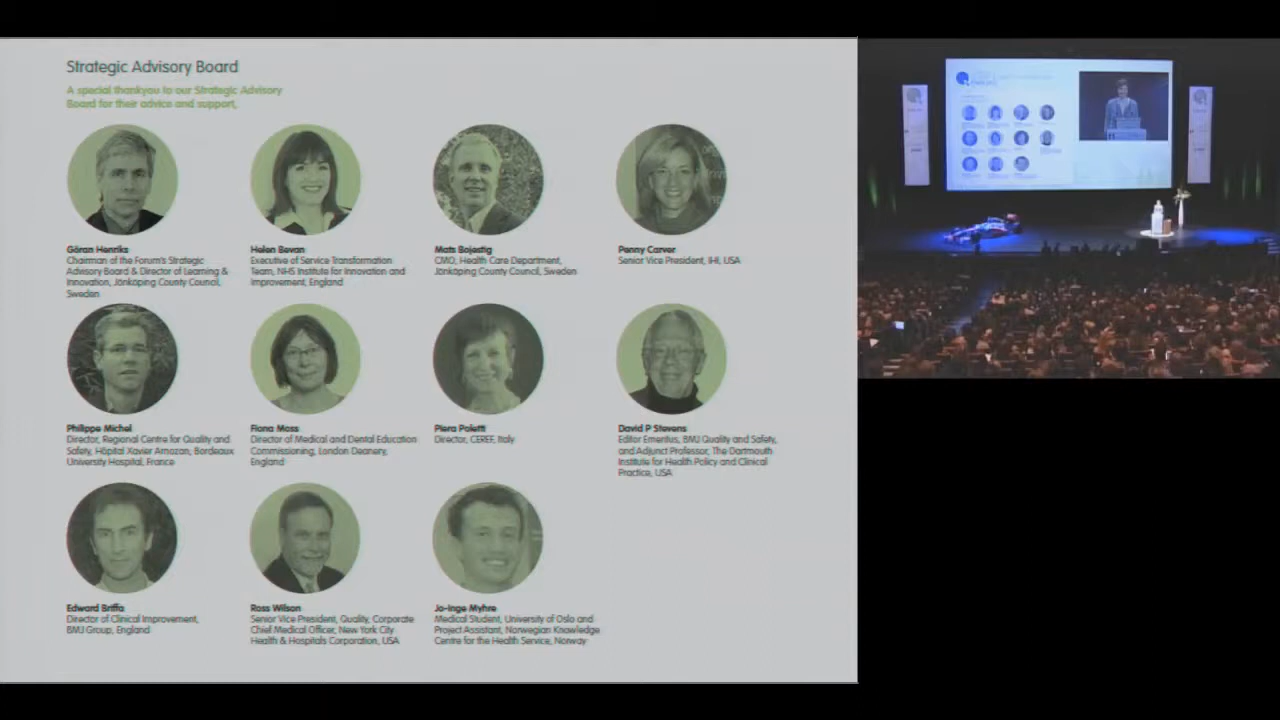 Strategic Advisory Board
A special thankyou to our Strategic Advisory
Board for their advice and support.
Göran Henriks
Chairman of the Forum's Strategic
Advisory Board & Director of Learning &
Innovation, Jönköping County Council,
Sweden
Helen Bevan
Executive of Service Transformation
Team, NHS Institute for Innovation and
Improvement, England
Mats Bojestig
CMO, Health Care Department,
Jönköping County Council, Sweden
Penny Carver
Senior Vice President, IHI, USA
Philippe Michel
Director, Regional Centre for Quality and
Safety, Hôpital Xavier Arnozan, Bordeaux
University Hospital, France
Fiona Moss
Director of Medical and Dental Education
Commissioning, London Deanery,
England
Piera Poletti
Director, CEREF, Italy
David P Stevens
Editor Emeritus, BMJ Quality and Safety,
and Adjunct Professor, The Dartmouth
Institute for Health Policy and Clinical
Practice, USA
Edward Briffa
Director of Clinical Improvement,
BMJ Group, England
Ross Wilson
Senior Vice President, Quality, Corporate
Chief Medical Officer, New York City
Health & Hospitals Corporation, USA
Jo-Inge Myhre
Medical Student, University of Oslo and
Project Assistant, Norwegian Knowledge
Centre for the Health Service, Norway